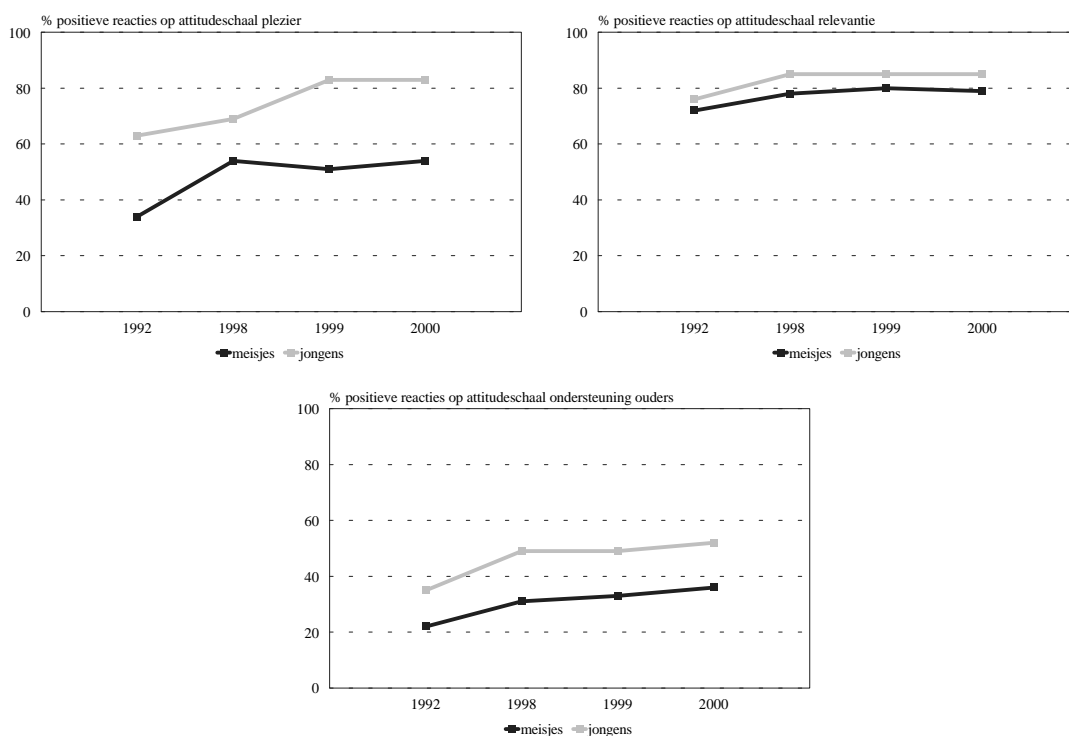 % positieve reacties op attitudeschaal plezier
100
80
60
40
20
0
1992 1998 1999 2000
meisjes jongens
% positieve reacties op attitudeschaal relevantie
100
80
60
40
20
0
1992 1998 1999 2000
meisjes jongens
% positieve reacties op attitudeschaal ondersteuning ouders
100
80
60
40
20
0
1992 1998 1999 2000
meisjes jongens